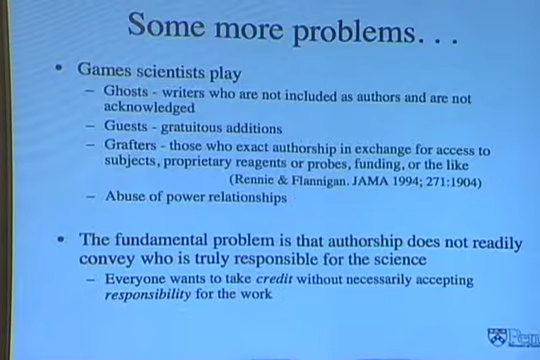 Some more problems. . .
• Games scientists play
– Ghosts - writers who are not included as authors and are not
acknowledged
– Guests - gratuitous additions
– Grafters - those who exact authorship in exchange for access to
subjects, proprietary reagents or probes, funding, or the like
(Rennie & Flannigan. JAMA 1994; 271:1904)
– Abuse of power relationships
• The fundamental problem is that authorship does not readily
convey who is truly responsible for the science
– Everyone wants to take credit without necessarily accepting
responsibility for the work
Penn